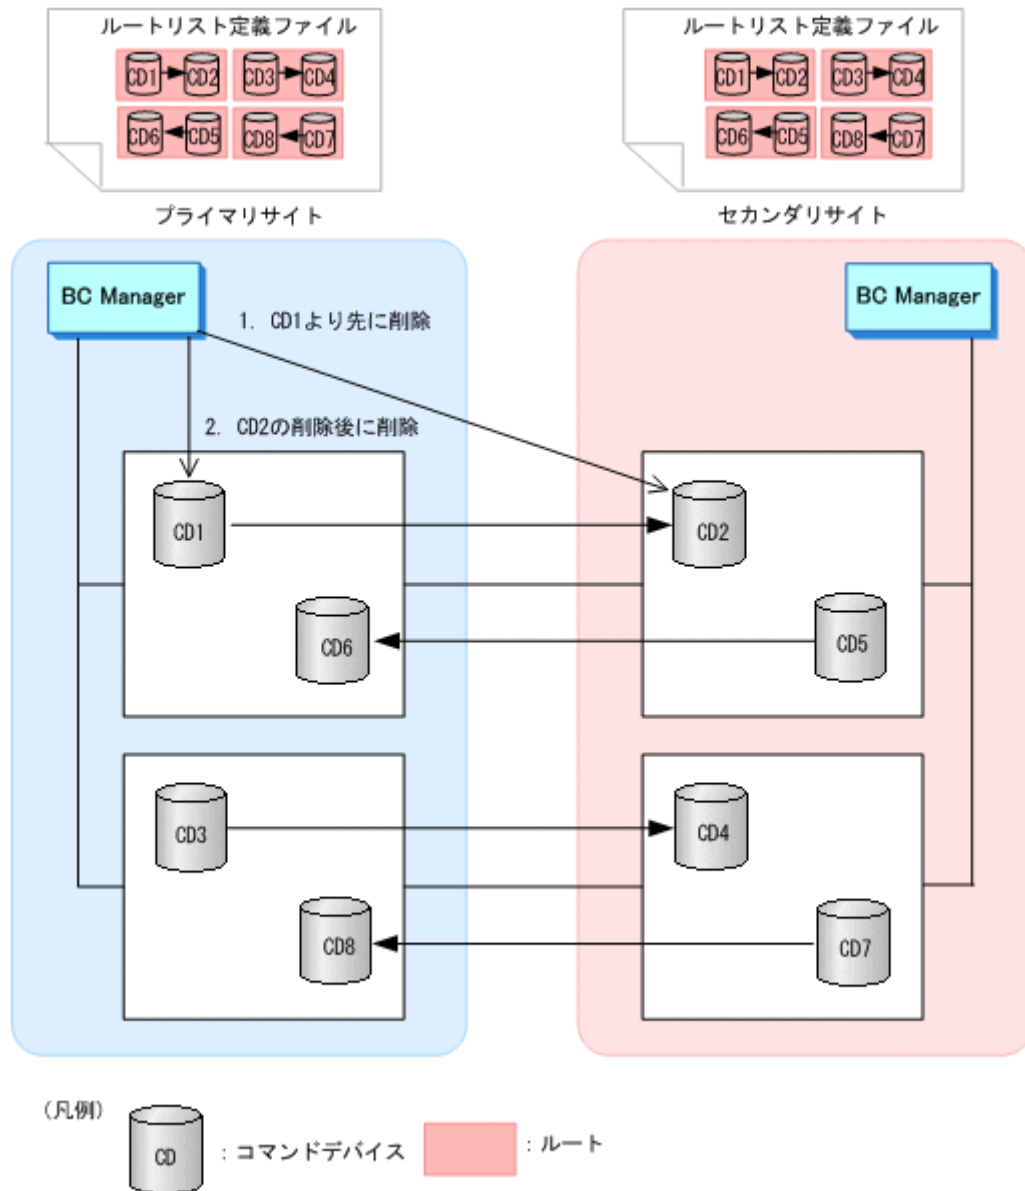 ルートリスト定義ファイル
CD1 CD2 CD3 CD4
CD6 CD5 CD8 CD7
ルートリスト定義ファイル
CD1 CD2 CD3 CD4
CD6 CD5 CD8 CD7
プライマリサイト
セカンダリサイト
BC Manager
BC Manager
1. CD1より先に削除
2. CD2の削除後に削除
CD1
CD2
CD6
CD5
CD3
CD4
CD8
CD7
(凡例)
CD
: コマンドデバイス
: ルート